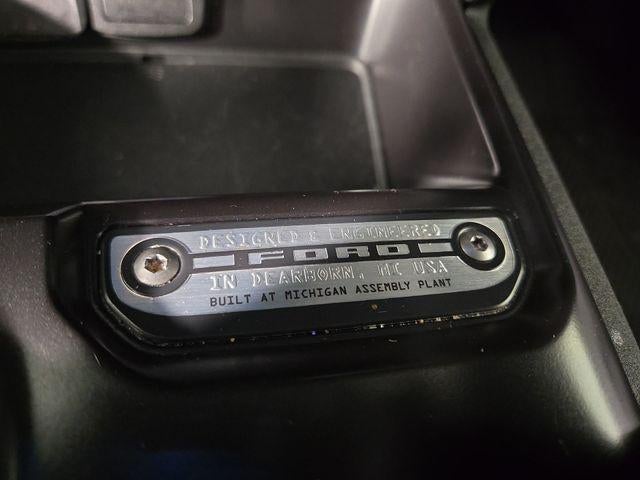 DESIGNED & ENGINEERED
FORD
IN DEARBORN, MI USA
BUILT AT MICHIGAN ASSEMBLY PLANT